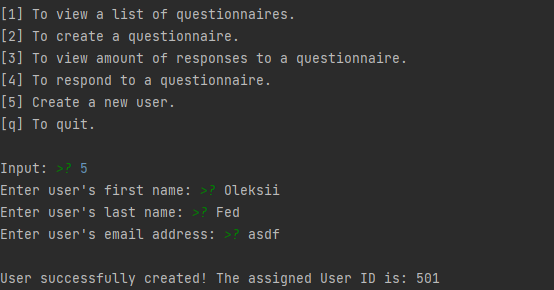 [1] To view a list of questionnaires.
[2] To create a questionnaire.
[3] To view amount of responses to a questionnaire.
[4] To respond to a questionnaire.
[5] Create a new user.
[q] To quit.
Input: >? 5
Enter user's first name: >? Oleksii
Enter user's last name: >? Fed
Enter user's email address: >? asdf
User successfully created! The assigned User ID is: 501